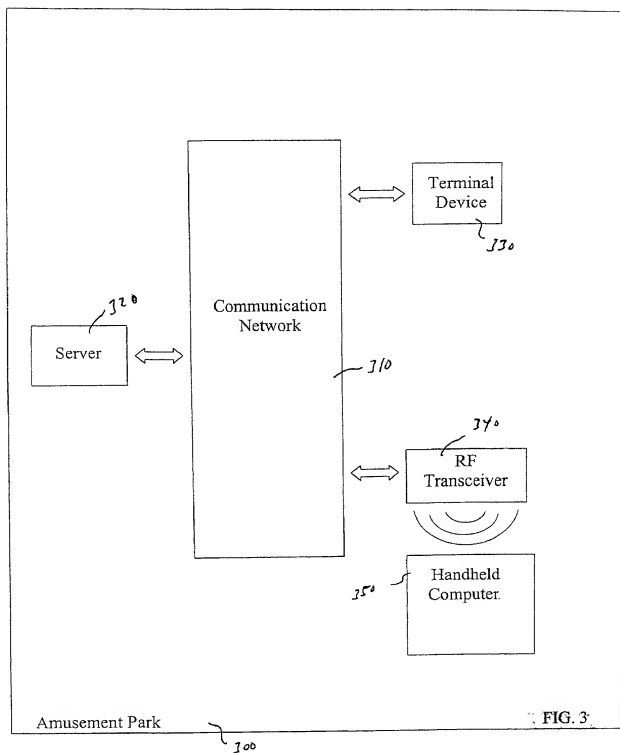 Terminal
Device
330
320
Communication
Network
Server
310
340
RF
Transceiver
350
Handheld
Computer
Amusement Park
300
FIG. 3